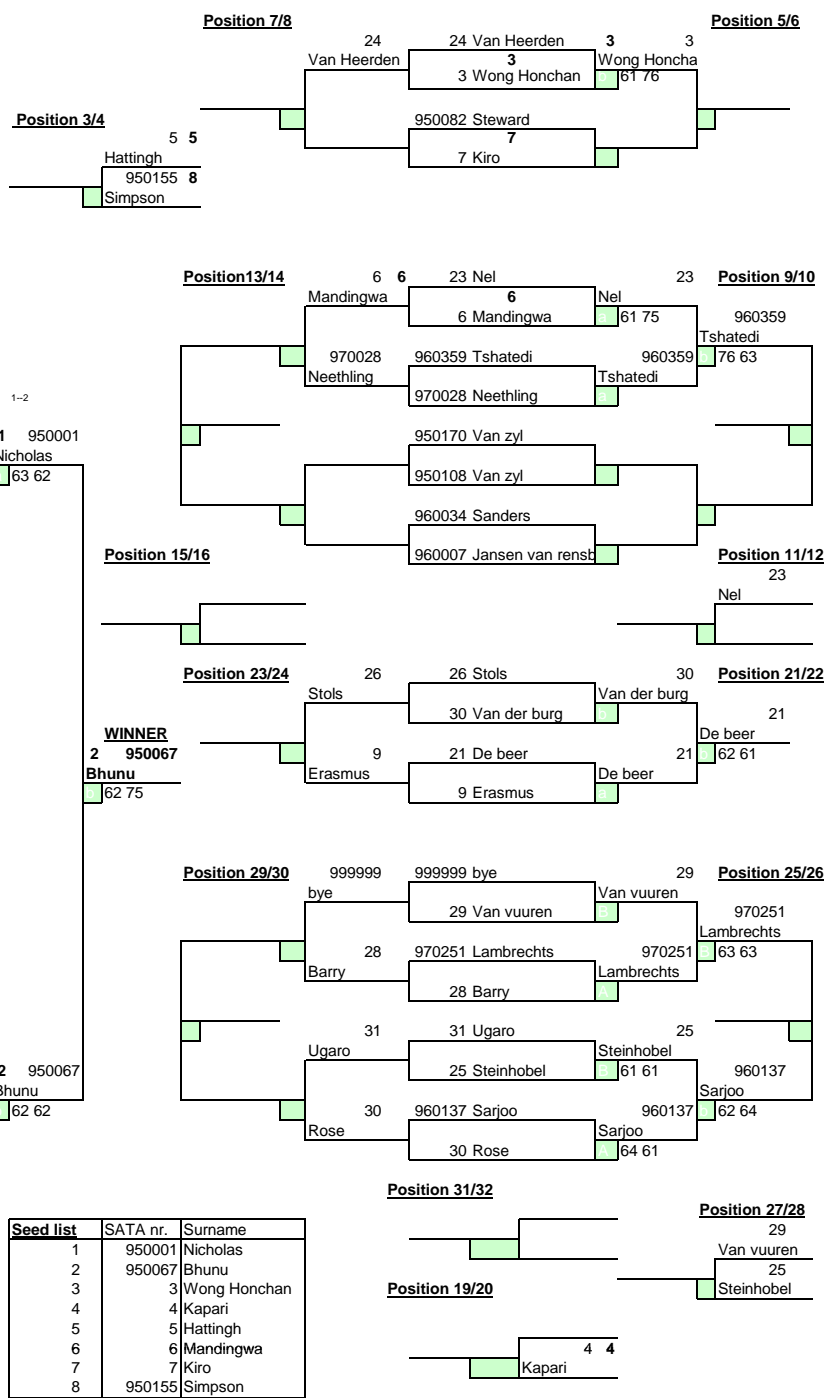 Position 7/8 Position 5/6
24 24 Van Heerden 3 3
Van Heerden 3 Wong Honcha
3 Wong Honchan b 61 76
Position 3/4 950082 Steward
5 5 7
Hattingh 7 Kiro
950155 8
Simpson
Position13/14 6 6 23 Nel 23 Position 9/10
Mandingwa 6 Nel 960359
6 Mandingwa a 61 75 Tshatedi
970028 960359 Tshatedi 960359 b 76 63
Neethling Tshatedi
970028 Neethling a
1--2
1 950001 950170 Van zyl
Nicholas
63 62 950108 Van zyl
960034 Sanders
Position 15/16 960007 Jansen van rensb Position 11/12
23
Nel
Position 23/24 26 26 Stols 30 Position 21/22
Stols Van der burg
30 Van der burg b 21
WINNER De beer
2 950067 9 21 De beer 21 b 62 61
Bhunu Erasmus De beer
b 62 75 9 Erasmus a
Position 29/30 999999 999999 bye 29 Position 25/26
bye Van vuuren
29 Van vuuren B 970251
Lambrechts
28 970251 Lambrechts 970251 B 63 63
Barry Lambrechts
28 Barry A
31 31 Ugaro 25
Ugaro Steinhobel
2 950067 25 Steinhobel B 61 61 960137
Bhunu Sarjoo
62 62 30 960137 Sarjoo 960137 b 62 64
Rose Sarjoo
30 Rose A 64 61
Position 31/32
Position 27/28
Seed list SATA nr. Surname 29
1 950001 Nicholas Van vuuren
2 950067 Bhunu 25
3 3 Wong Honchan Position 19/20 Steinhobel
4 4 Kapari
5 5 Hattingh
6 6 Mandingwa 4 4
7 7 Kiro Kapari
8 950155 Simpson